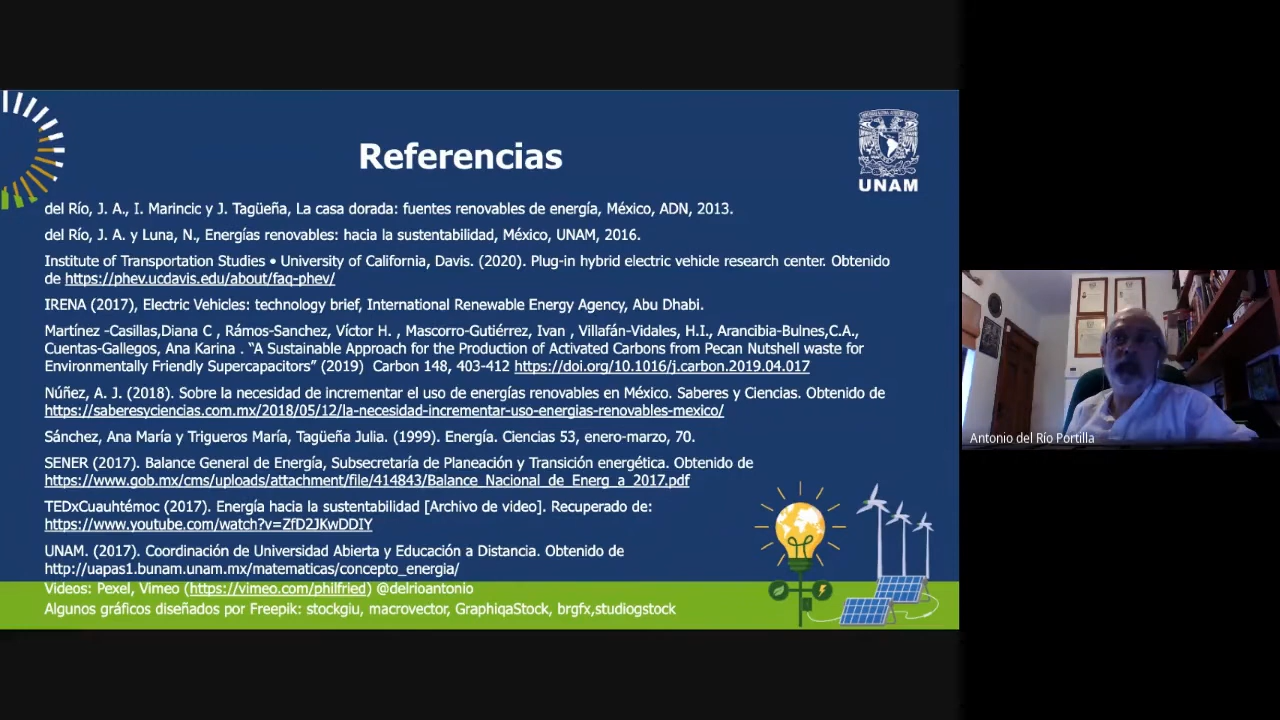 Referencias
UNAM
del Río, J. A., I. Marincic y J. Tagüeña, La casa dorada: fuentes renovables de energía, México, ADN, 2013.
del Río, J. A. y Luna, N., Energías renovables: hacia la sustentabilidad, México, UNAM, 2016.
Institute of Transportation Studies • University of California, Davis. (2020). Plug-in hybrid electric vehicle research center. Obtenido
de https://phev.ucdavis.edu/about/faq-phev/
IRENA (2017), Electric Vehicles: technology brief, International Renewable Energy Agency, Abu Dhabi.
Martínez -Casillas,Diana C , Rámos-Sanchez, Víctor H. , Mascorro-Gutiérrez, Ivan , Villafán-Vidales, H.I., Arancibia-Bulnes,C.A.,
Cuentas-Gallegos, Ana Karina . “A Sustainable Approach for the Production of Activated Carbons from Pecan Nutshell waste for
Environmentally Friendly Supercapacitors” (2019)  Carbon 148, 403-412 https://doi.org/10.1016/j.carbon.2019.04.017
Núñez, A. J. (2018). Sobre la necesidad de incrementar el uso de energías renovables en México. Saberes y Ciencias. Obtenido de
https://saberesyciencias.com.mx/2018/05/12/la-necesidad-incrementar-uso-energias-renovables-mexico/
Sánchez, Ana María y Trigueros María, Tagüeña Julia. (1999). Energía. Ciencias 53, enero-marzo, 70.
SENER (2017). Balance General de Energía, Subsecretaría de Planeación y Transición energética. Obtenido de
https://www.gob.mx/cms/uploads/attachment/file/414843/Balance_Nacional_de_Energ_a_2017.pdf
TEDxCuauhtémoc (2017). Energía hacia la sustentabilidad [Archivo de video]. Recuperado de:
https://www.youtube.com/watch?v=ZfD2JKwDDIY
UNAM. (2017). Coordinación de Universidad Abierta y Educación a Distancia. Obtenido de
http://uapas1.bunam.unam.mx/matematicas/concepto_energia/
Videos: Pexel, Vimeo (https://vimeo.com/philfried) @delrioantonio
Algunos gráficos diseñados por Freepik: stockgiu, macrovector, GraphiqaStock, brgfx,studiogstock
Antonio del Río Portilla